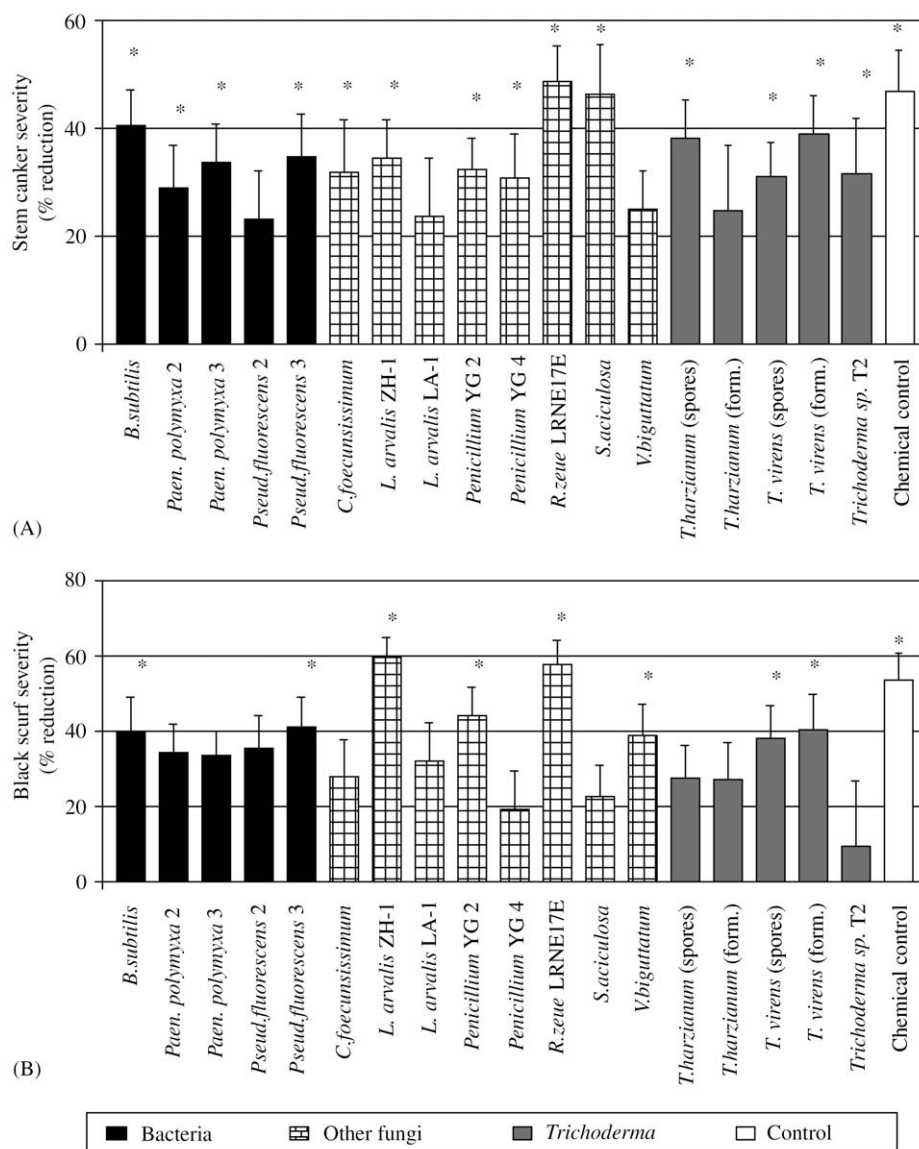 60
40
20
0
Stem canker severity
(% reduction)
* * * * * * * * * * * * * * *
B.subtilis
Paen. polymyxa 2
Paen. polymyxa 3
Pseud.fluorescens 2
Pseud.fluorescens 3
C.foecunsissimum
L. arvalis ZH-1
L. arvalis LA-1
Penicillium YG 2
Penicillium YG 4
R.zeue LRNE17E
S.aciculosa
V.biguttatum
T.harzianum (spores)
T.harzianum (form.)
T. virens (spores)
T. virens (form.)
Trichoderma sp. T2
Chemical control
(A)
80
60
40
20
0
Black scurf severity
(% reduction)
* * * * * * * * *
B.subtilis
Paen. polymyxa 2
Paen. polymyxa 3
Pseud.fluorescens 2
Pseud.fluorescens 3
C.foecunsissimum
L. arvalis ZH-1
L. arvalis LA-1
Penicillium YG 2
Penicillium YG 4
R.zeue LRNE17E
S.aciculosa
V.biguttatum
T.harzianum (spores)
T.harzianum (form.)
T. virens (spores)
T. virens (form.)
Trichoderma sp. T2
Chemical control
(B)
Bacteria Other fungi Trichoderma Control